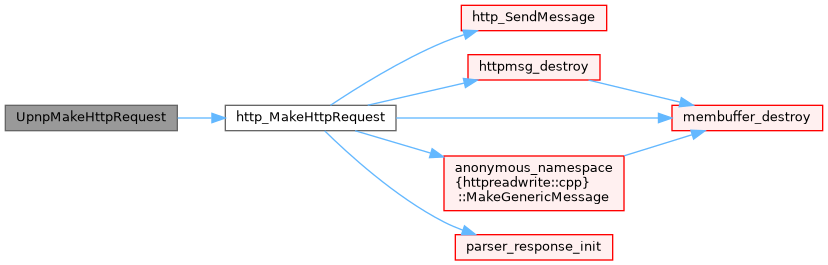 http_SendMessage
httpmsg_destroy
UpnpMakeHttpRequest
http_MakeHttpRequest
membuffer_destroy
anonymous_namespace
{httpreadwrite::cpp}
::MakeGenericMessage
parser_response_init